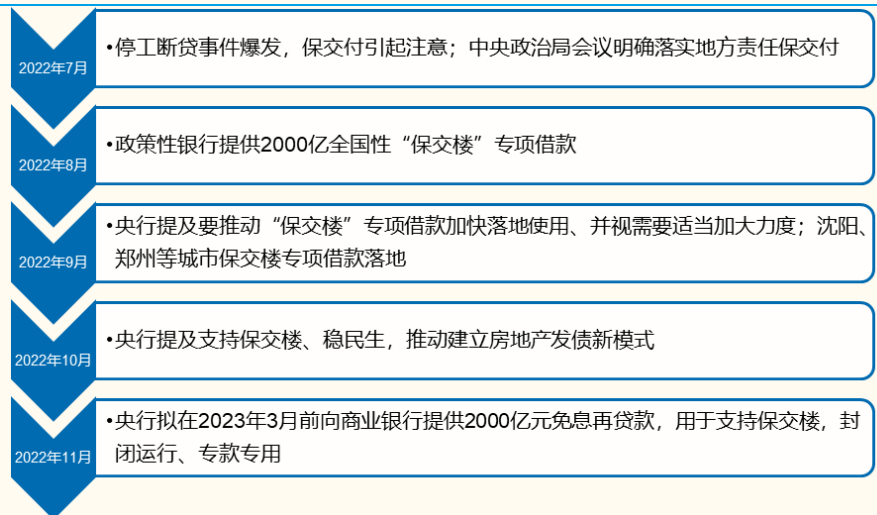 2022年7月
•停工断贷事件爆发，保交付引起注意；中央政治局会议明确落实地方责任保交付
2022年8月
•政策性银行提供2000亿全国性“保交楼”专项借款
2022年9月
•央行提及要推动“保交楼”专项借款加快落地使用、并视需要适当加大力度；沈阳、
郑州等城市保交楼专项借款落地
2022年10月
•央行提及支持保交楼、稳民生，推动建立房地产发债新模式
2022年11月
•央行拟在2023年3月前向商业银行提供2000亿元免息再贷款，用于支持保交楼，封
闭运行、专款专用